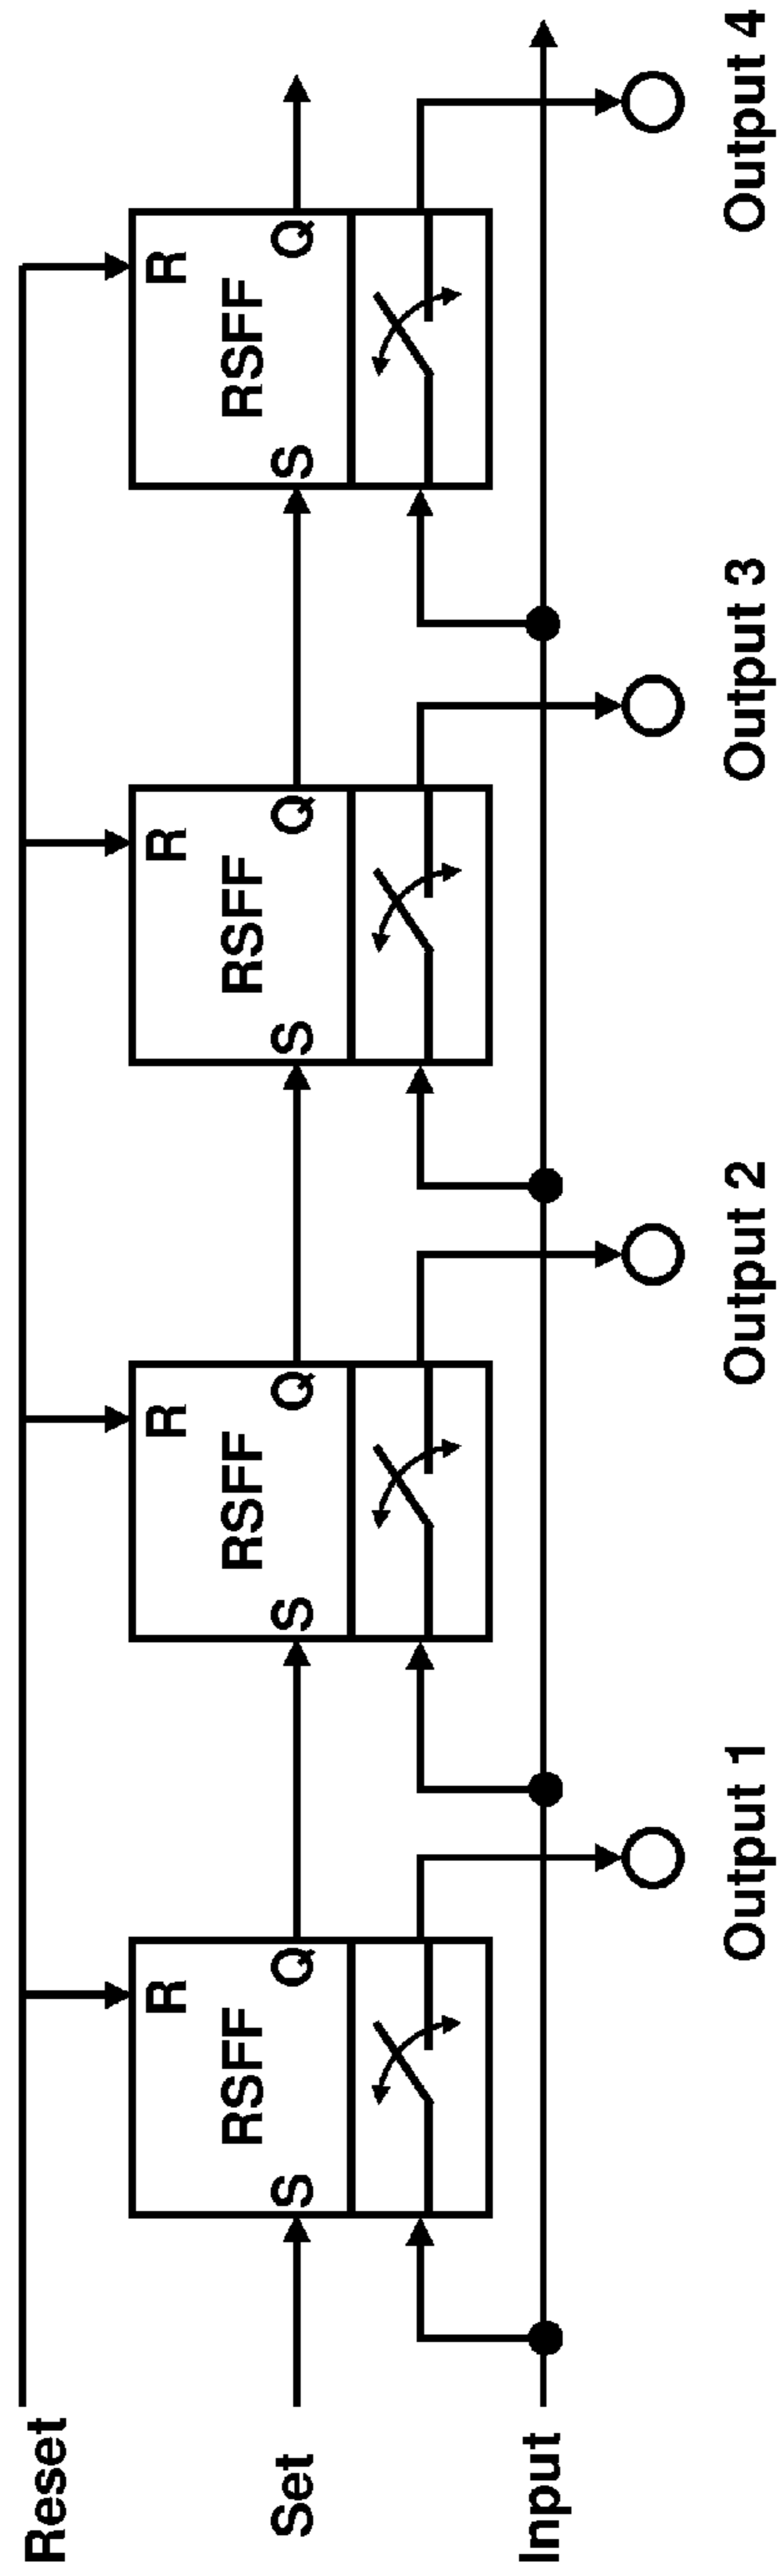 Reset
R
R
R
R
RSFF
RSFF
RSFF
RSFF
Set
S
Q
S
Q
S
Q
S
Q
Input
Output 1
Output 2
Output 3
Output 4